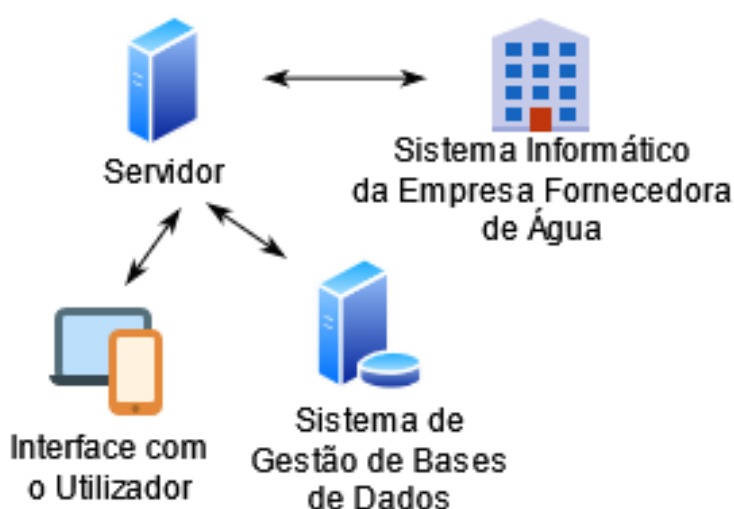 Servidor
Sistema Informático
da Empresa Fornecedora
de Água
Interface com
o Utilizador
Sistema de
Gestão de Bases
de Dados